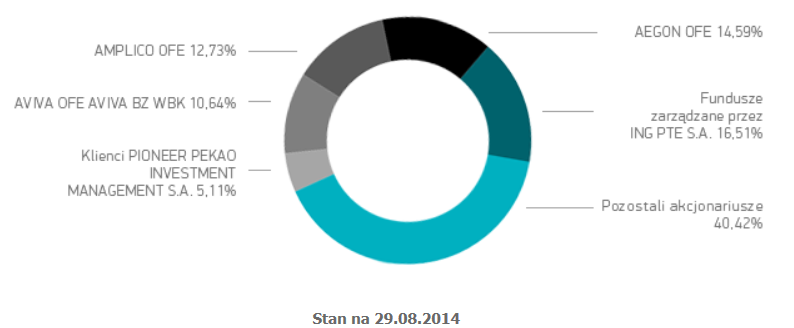 AMPLICO OFE 12,73%
AVIVA OFE AVIVA BZ WBK 10,64%
Klienci PIONEER PEKAO
INVESTMENT
MANAGEMENT S.A. 5,11%
AEGON OFE 14,59%
Fundusze
zarządzane przez
ING PTE S.A. 16,51%
Pozostali akcjonariusze
40,42%
Stan na 29.08.2014